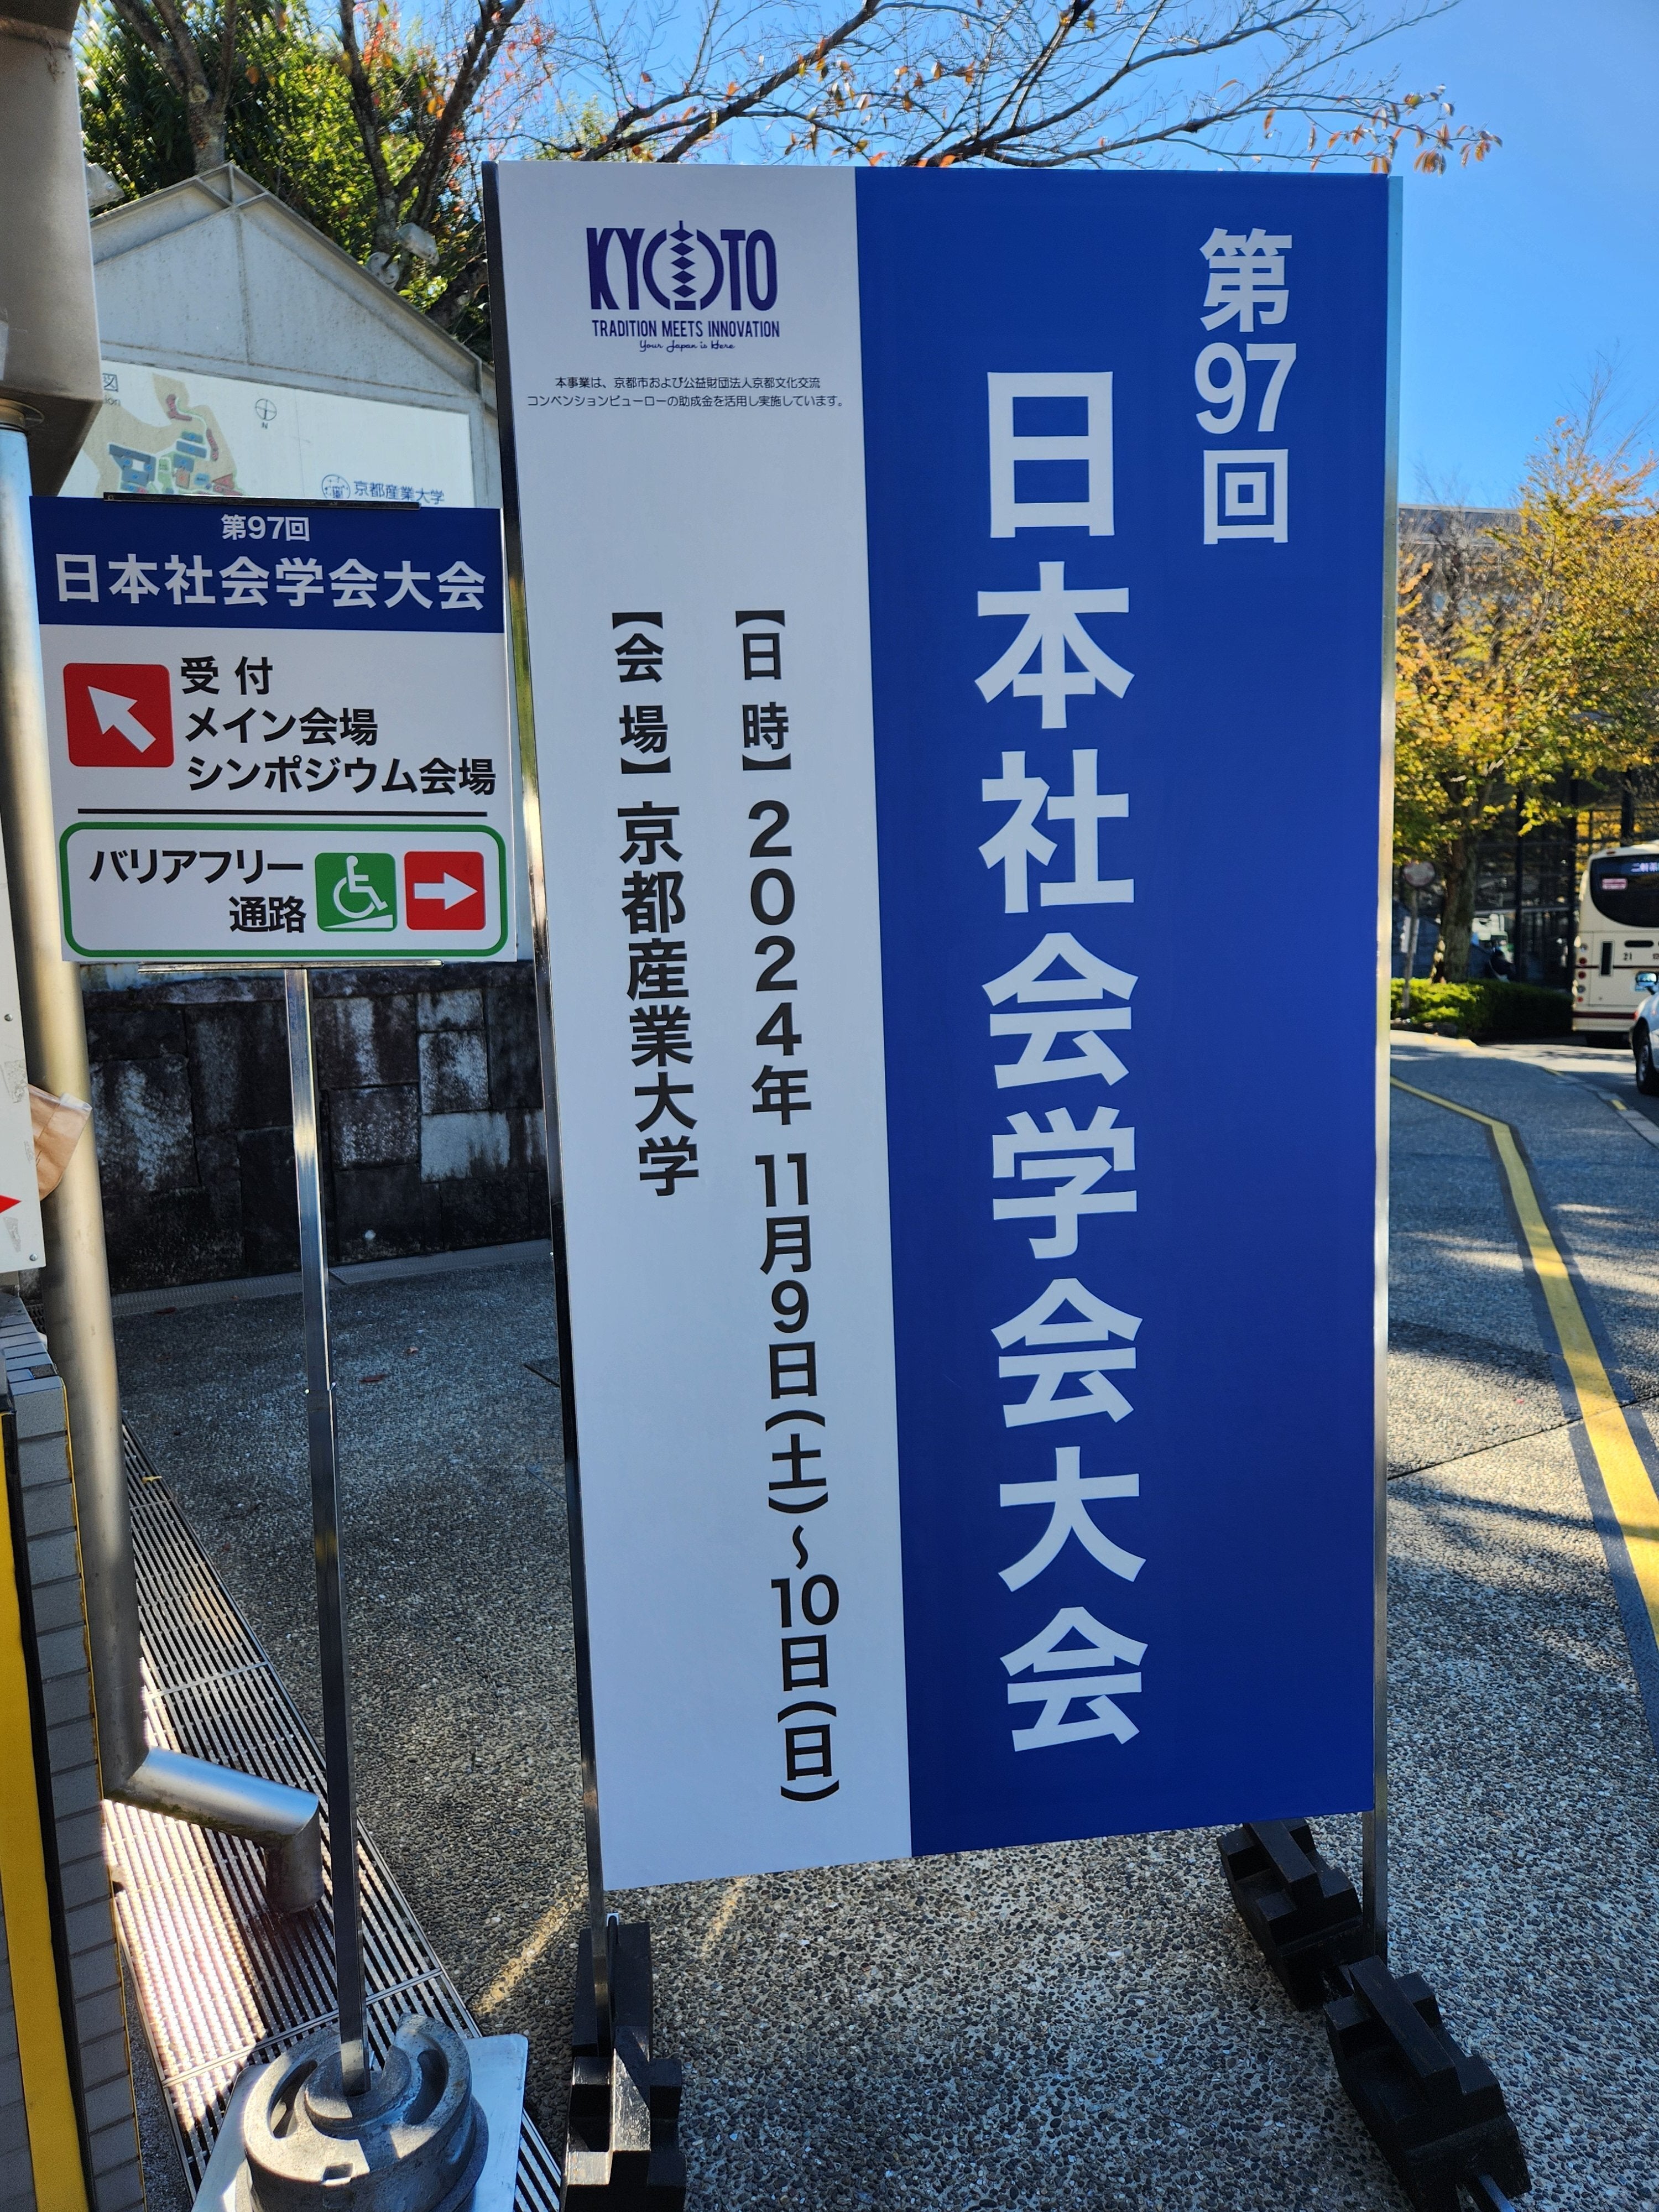 第97回
日本社会学会大会
【日時】2024年 11月9日(土)～10日(日)
【会場】京都産業大学
KYOTO
TRADITION MEETS INNOVATION
Your Japan is Here
本事業は、京都市および公益財団法人京都文化交流
コンベンションビューローの助成金を活用し実施しています。
第97回
日本社会学会大会
受付
メイン会場
シンポジウム会場
バリアフリー
通路
京都産業大学
N
21